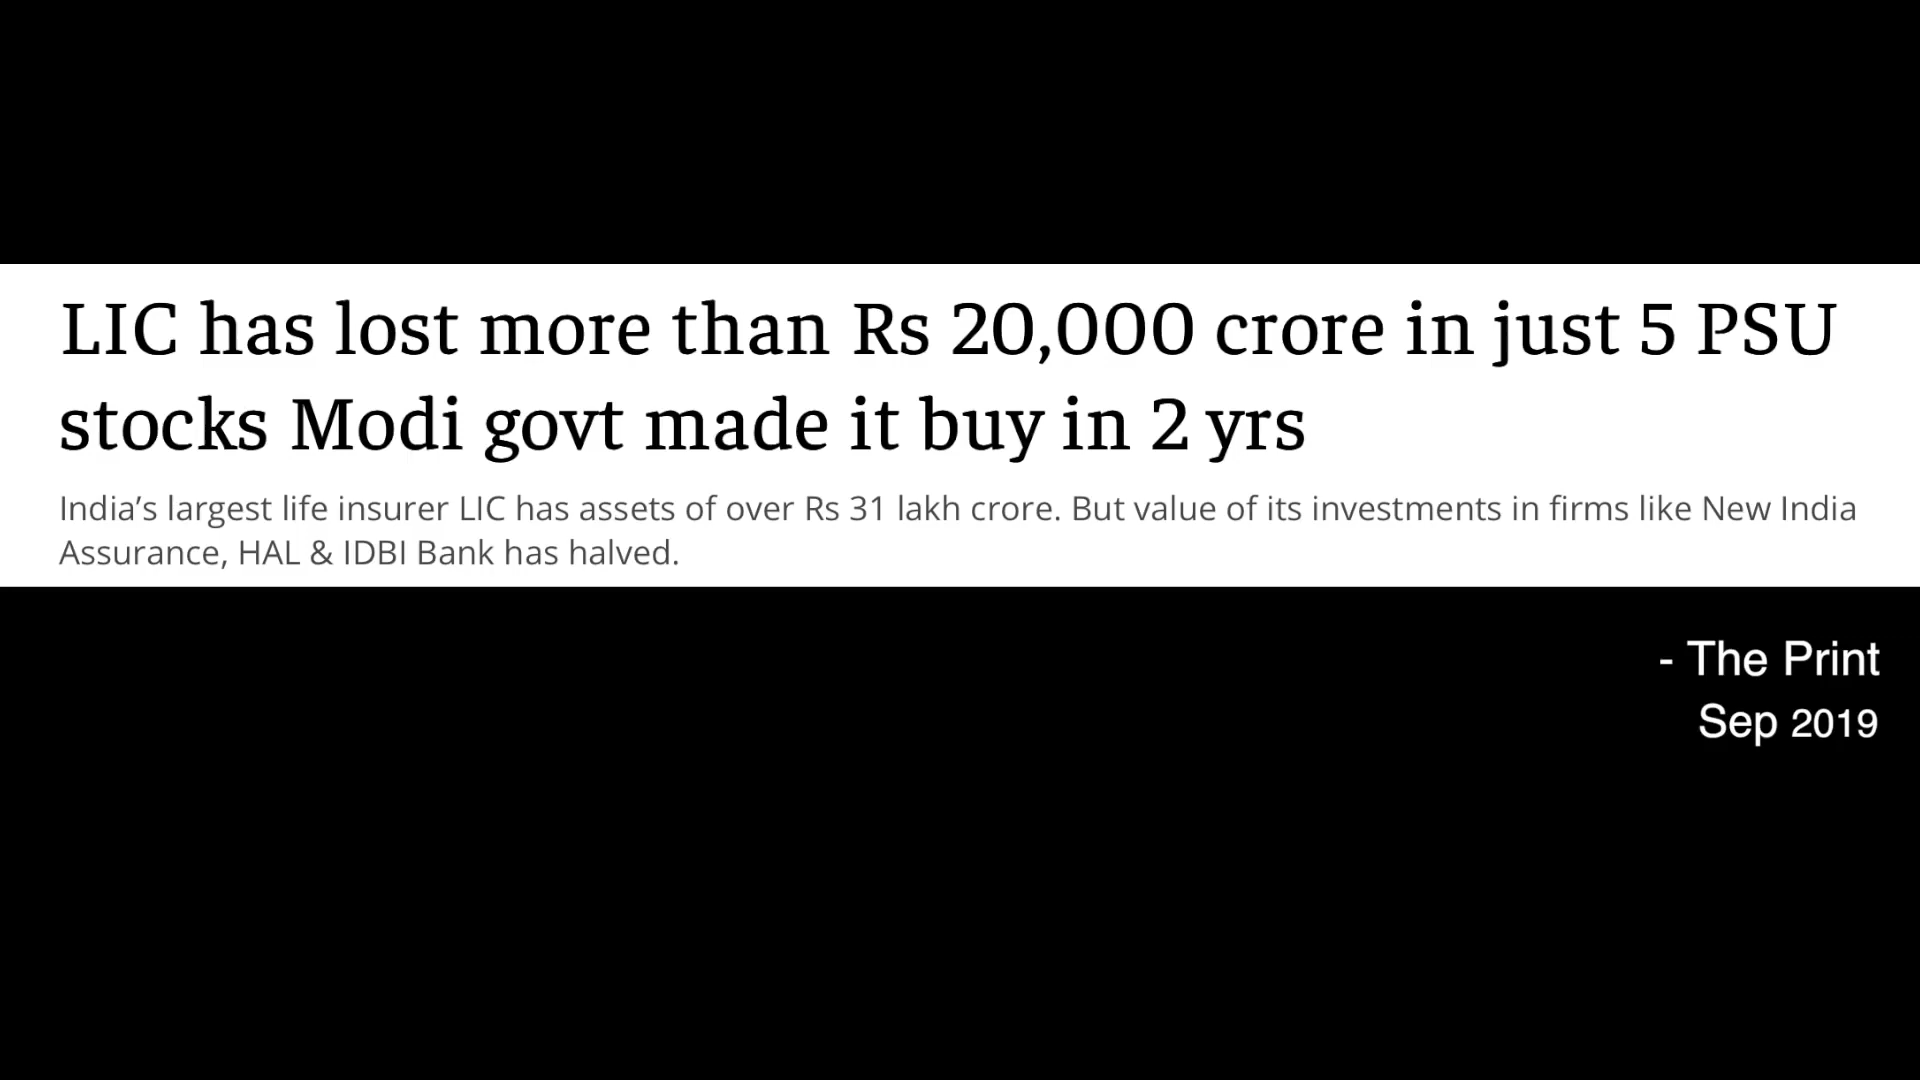 LIC has lost more than Rs 20,000 crore in just 5 PSU
stocks Modi govt made it buy in 2 yrs
India’s largest life insurer LIC has assets of over Rs 31 lakh crore. But value of its investments in firms like New India
Assurance, HAL & IDBI Bank has halved.
- The Print
Sep 2019